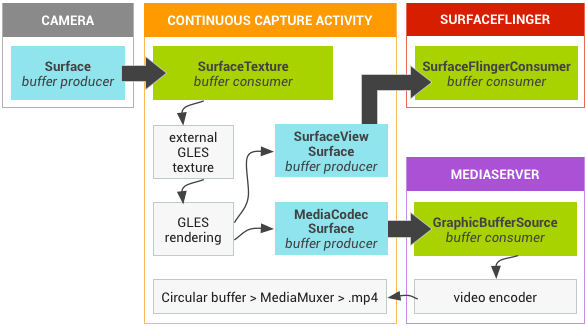 CAMERA
Surface
buffer producer
CONTINUOUS CAPTURE ACTIVITY
SurfaceTexture
buffer consumer
external
GLES
texture
GLES
rendering
SurfaceView
Surface
buffer producer
MediaCodec
Surface
buffer producer
Circular buffer > MediaMuxer > .mp4
SURFACEFLINGER
SurfaceFlingerConsumer
buffer consumer
MEDIASERVER
GraphicBufferSource
buffer consumer
video encoder